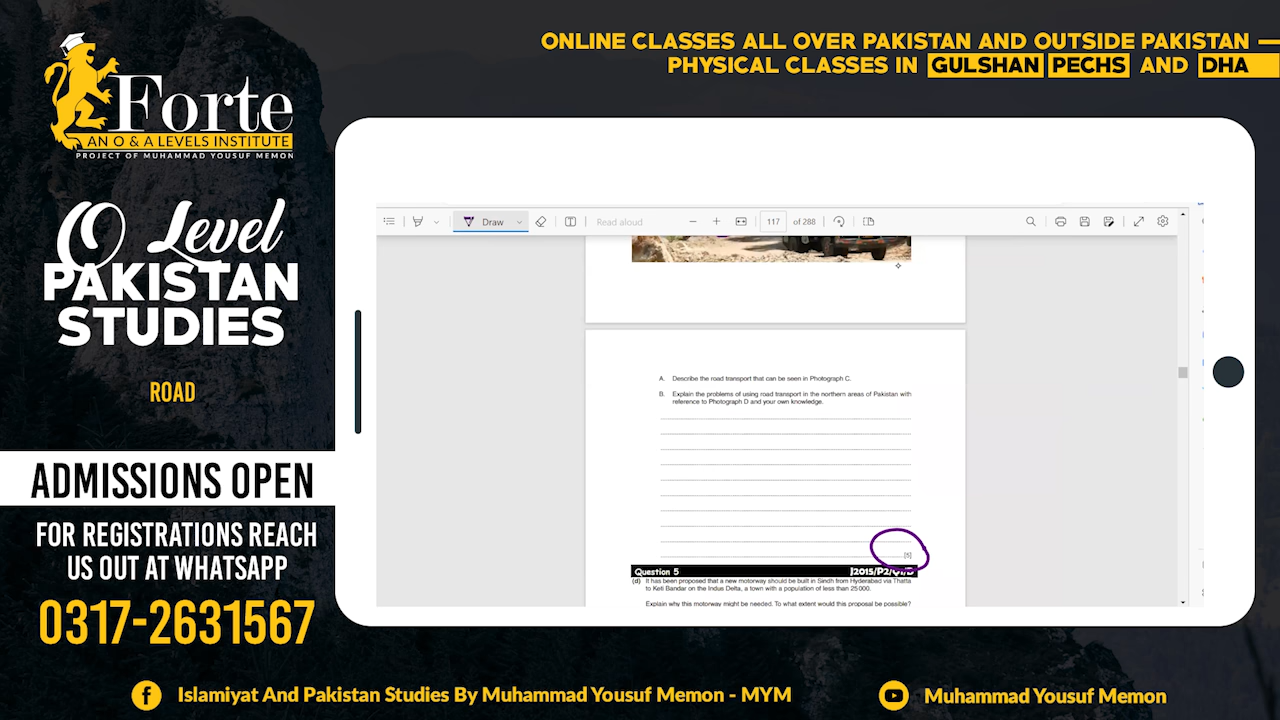 Forte
AN O & A LEVELS INSTITUTE
PROJECT OF MUHAMMAD YOUSUF MEMON
ONLINE CLASSES ALL OVER PAKISTAN AND OUTSIDE PAKISTAN
PHYSICAL CLASSES IN GULSHAN PECHS AND DHA
O Level
PAKISTAN
STUDIES
ROAD
ADMISSIONS OPEN
FOR REGISTRATIONS REACH
US OUT AT WHATSAPP
0317-2631567
Draw
Read aloud
117 of 288
A. Describe the road transport that can be seen in Photograph C.
B. Explain the problems of using road transport in the northern areas of Pakistan with
reference to Photograph D and your own knowledge.
[5]
Question 5
(d) It has been proposed that a new motorway should be built in Sindh from Hyderabad via Thatta
to Keti Bandar on the Indus Delta, a town with a population of less than 25 000.
Explain why this motorway might be needed. To what extent would this proposal be possible?
Islamiyat And Pakistan Studies By Muhammad Yousuf Memon - MYM
Muhammad Yousuf Memon